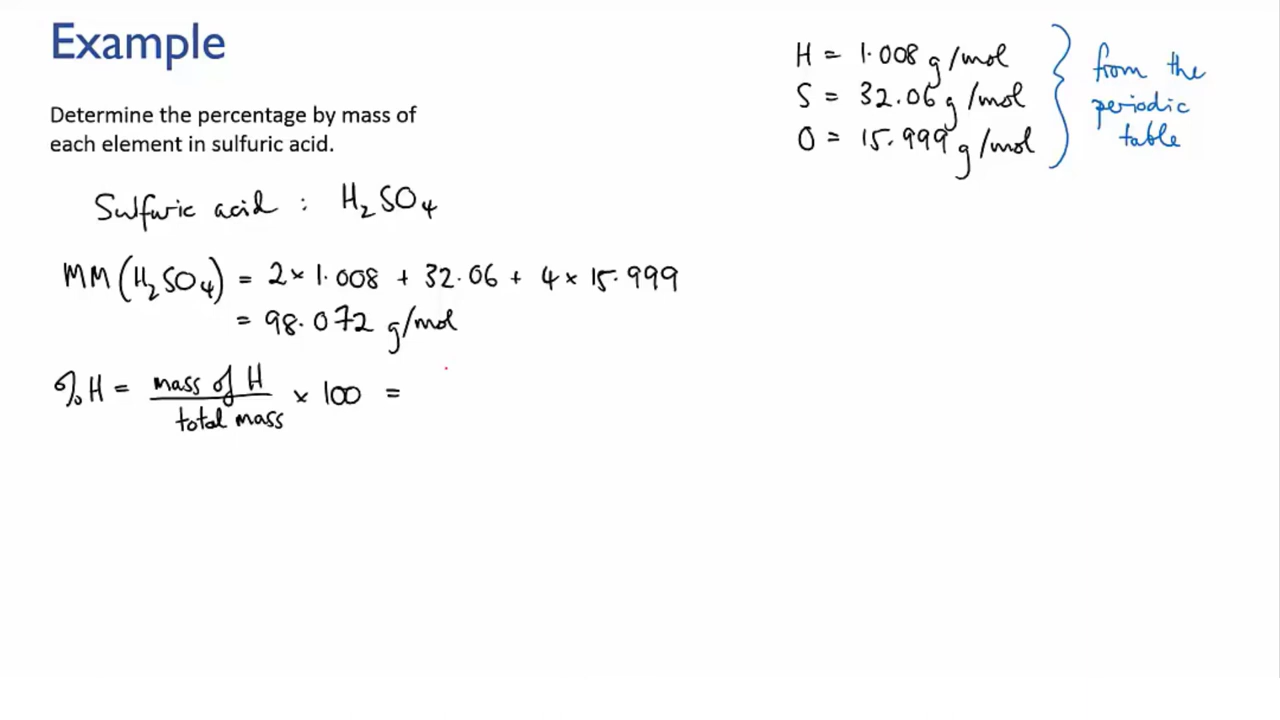 Example
Determine the percentage by mass of
each element in sulfuric acid.
H = 1.008 g/mol
S = 32.06 g/mol
O = 15.999 g/mol
from the
periodic
table
Sulfuric acid : H₂SO₄
MM(H₂SO₄) = 2 × 1.008 + 32.06 + 4 × 15.999
= 98.072 g/mol
%H = mass of H / total mass × 100 =